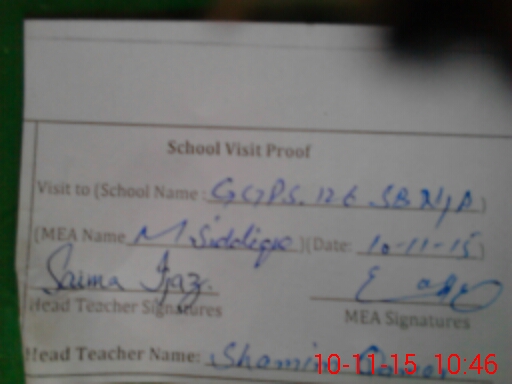 School Visit Proof
Visit to (School Name : GGPS. 126 SB N/A)
(MEA Name M Siddique )(Date: 10-11-15)
Saima Ijaz.
Head Teacher Signatures
MEA Signatures
Head Teacher Name:
10-11-15 10:46